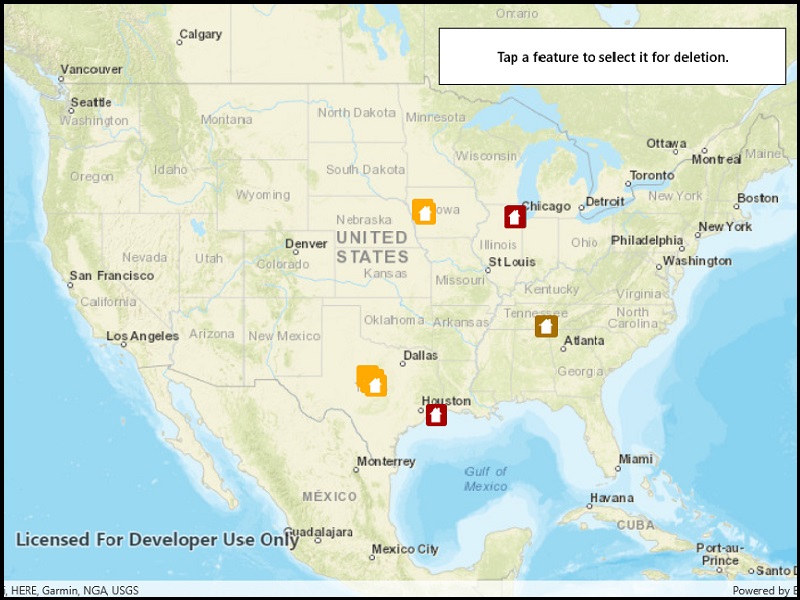 Ontario
Calgary
Tap a feature to select it for deletion.
Vancouver
Seattle
Washington
Montana
North Dakota
Minnesota
Ottawa
Montreal
Maine
Oregon
Idaho
South Dakota
Wisconsin
Toronto
Wyoming
New York
Boston
Iowa
Chicago
Detroit
Nebraska
New York
Denver
UNITED
STATES
Illinois
Ohio
Philadelphia
Nevada
Utah
Colorado
Kansas
St Louis
Washington
San Francisco
Missouri
Kentucky
Virginia
California
Oklahoma
Arkansas
Tennessee
North
Carolina
Los Angeles
Arizona
New Mexico
Atlanta
Dallas
Georgia
Houston
Monterrey
Gulf of
Mexico
Miami
MÉXICO
Havana
CUBA
Licensed For Developer Use Only
Guadalajara
Mexico City
Port-au-
Prince
Santo D
, HERE, Garmin, NGA, USGS
Powered by E